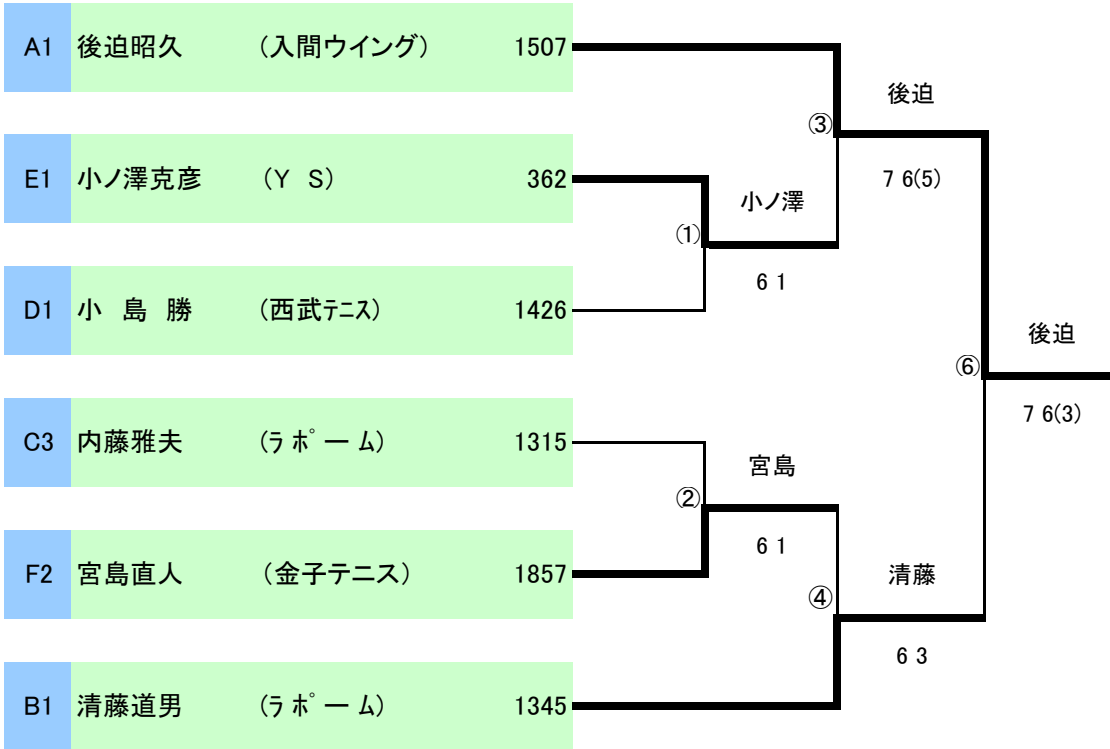 A1 後迫昭久 (入間ウイング) 1507
後迫
③
E1 小ノ澤克彦 (Y S) 362
7 6(5)
小ノ澤
①
6 1
D1 小 島 勝 (西武テニス) 1426
後迫
⑥
7 6(3)
C3 内藤雅夫 (ラポーム) 1315
宮島
②
6 1
F2 宮島直人 (金子テニス) 1857
清藤
④
6 3
B1 清藤道男 (ラポーム) 1345